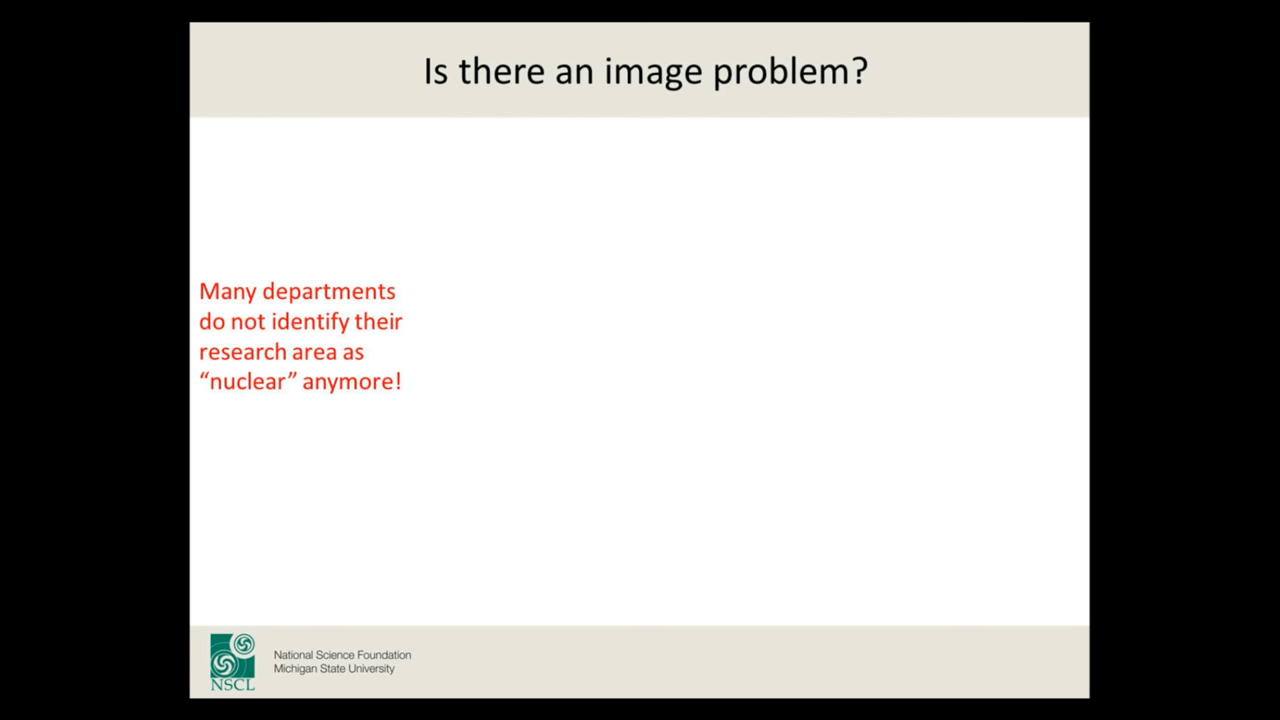 Is there an image problem?
Many departments
do not identify their
research area as
“nuclear” anymore!
National Science Foundation
Michigan State University
NSCL